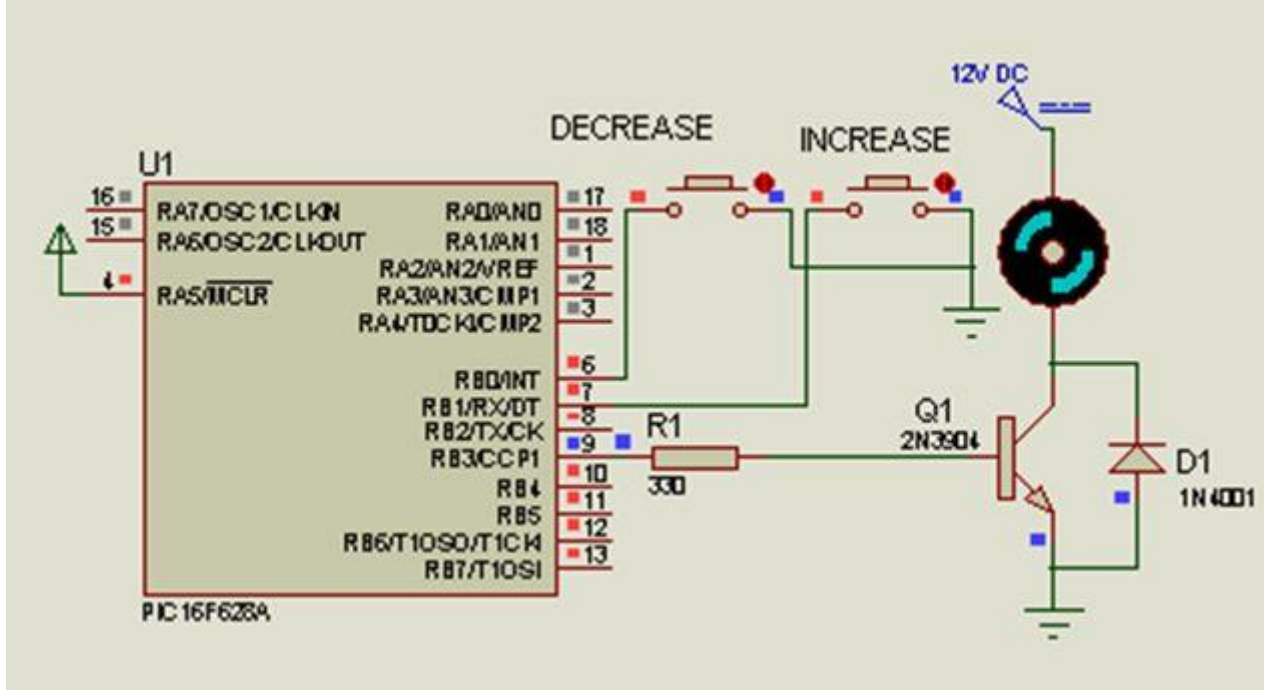 12V DC
DECREASE
INCREASE
U1
16
RA7/OSC1/CLKIN
15
RA6/OSC2/CLKOUT
4
RA5/MCLR
RA0/AN0
17
RA1/AN1
18
RA2/AN2/VREF
1
RA3/AN3/CMP1
2
RA4/T0CKI/CMP2
3
RB0/INT
6
RB1/RX/DT
7
RB2/TX/CK
8
RB3/CCP1
9
RB4
10
RB5
11
RB6/T1OSO/T1CKI
12
RB7/T1OSI
13
PIC16F628A
R1
330
Q1
2N3904
D1
1N4001